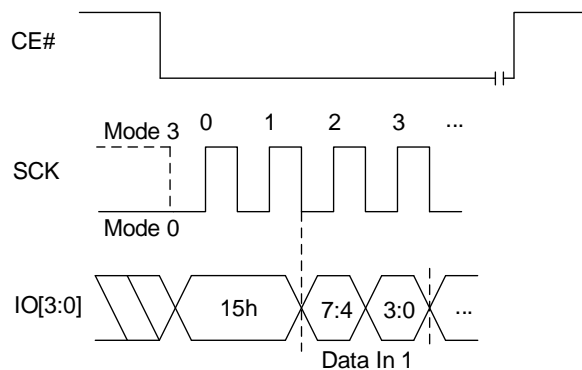 CE#
0 1 2 3 ...
Mode 3
SCK
Mode 0
IO[3:0] 15h 7:4 3:0 ...
Data In 1